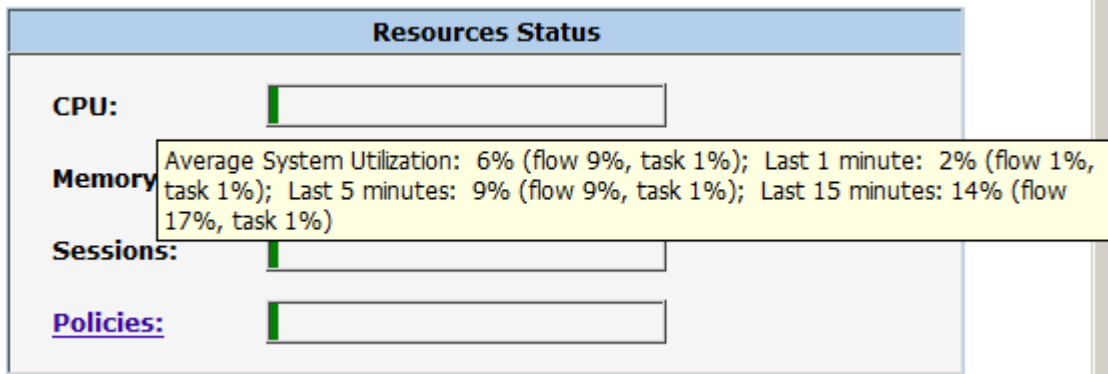 Resources Status
CPU:
Average System Utilization:  6% (flow 9%, task 1%);  Last 1 minute:  2% (flow 1%,
Memory
task 1%);  Last 5 minutes:  9% (flow 9%, task 1%);  Last 15 minutes: 14% (flow
17%, task 1%)
Sessions:
Policies: